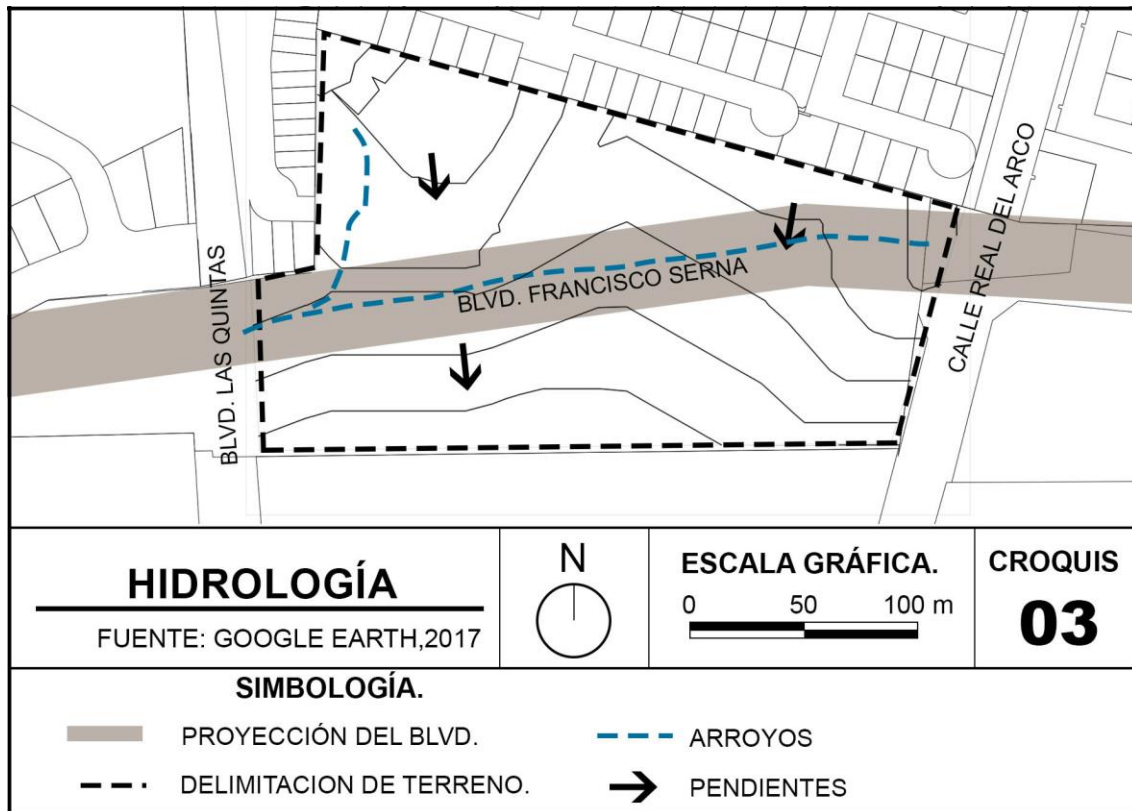 BLVD. LAS QUINTAS
BLVD. FRANCISCO SERNA
CALLE REAL DEL ARCO
HIDROLOGÍA
FUENTE: GOOGLE EARTH,2017
N
ESCALA GRÁFICA.
0 50 100 m
CROQUIS
03
SIMBOLOGÍA.
PROYECCIÓN DEL BLVD.
ARROYOS
DELIMITACION DE TERRENO.
PENDIENTES